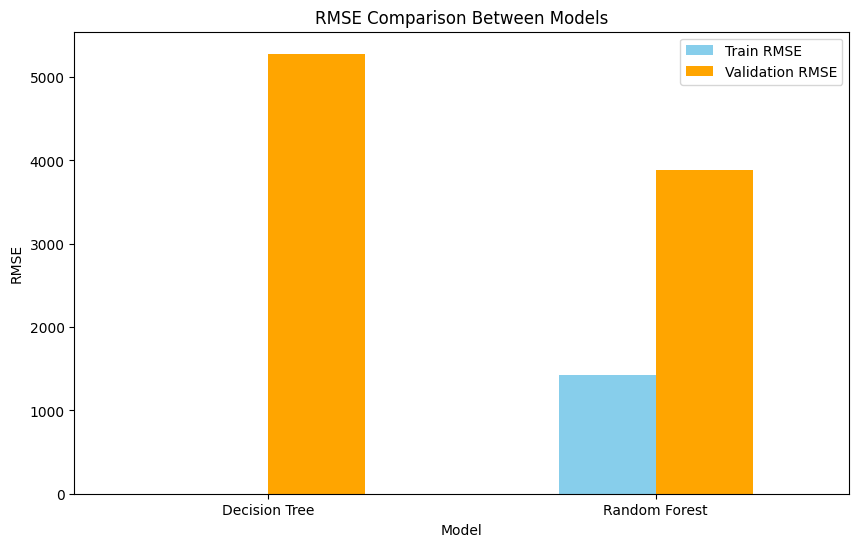 RMSE Comparison Between Models
Train RMSE
Validation RMSE
RMSE
5000
4000
3000
2000
1000
0
Decision Tree
Random Forest
Model